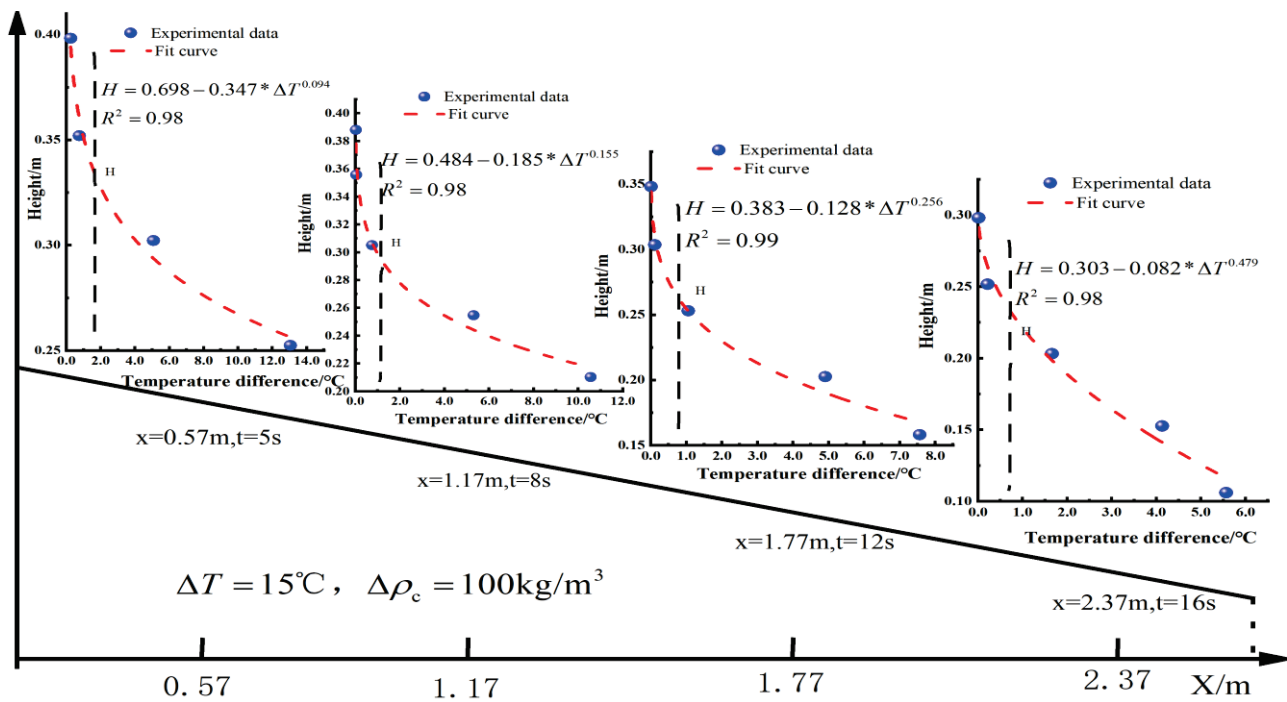 0.40
0.35
0.30
0.25
Height/m
Experimental data
Fit curve
H = 0.698 − 0.347 * ΔT^0.094
R² = 0.98
H
0.0 2.0 4.0 6.0 8.0 10.0 12.0 14.0
Temperature difference/°C
x=0.57m,t=5s
0.40
0.38
0.36
0.34
0.32
0.30
0.28
0.26
0.24
0.22
0.20
Height/m
Experimental data
Fit curve
H = 0.484 − 0.185 * ΔT^0.155
R² = 0.98
H
0.0 2.0 4.0 6.0 8.0 10.0 12.0
Temperature difference/°C
x=1.17m,t=8s
0.35
0.30
0.25
0.20
0.15
Height/m
Experimental data
Fit curve
H = 0.383 − 0.128 * ΔT^0.256
R² = 0.99
H
0.0 1.0 2.0 3.0 4.0 5.0 6.0 7.0 8.0
Temperature difference/°C
x=1.77m,t=12s
0.30
0.25
0.20
0.15
0.10
Height/m
Experimental data
Fit curve
H = 0.303 − 0.082 * ΔT^0.479
R² = 0.98
H
0.0 1.0 2.0 3.0 4.0 5.0 6.0
Temperature difference/°C
x=2.37m,t=16s
ΔT = 15℃, Δρc = 100kg/m³
0.57 1.17 1.77 2.37 X/m